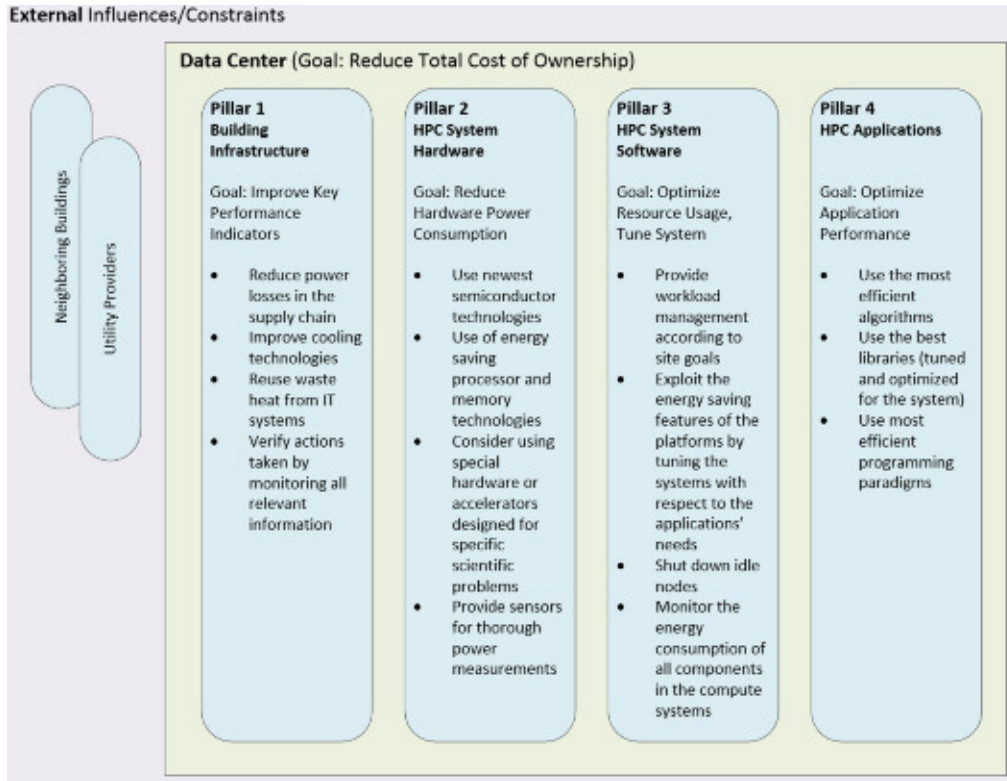 External Influences/Constraints
Data Center (Goal: Reduce Total Cost of Ownership)
Neighboring Buildings
Utility Providers
Pillar 1
Building
Infrastructure
Goal: Improve Key
Performance
Indicators
• Reduce power
losses in the
supply chain
• Improve cooling
technologies
• Reuse waste
heat from IT
systems
• Verify actions
taken by
monitoring all
relevant
information
Pillar 2
HPC System
Hardware
Goal: Reduce
Hardware Power
Consumption
• Use newest
semiconductor
technologies
• Use of energy
saving
processor and
memory
technologies
• Consider using
special
hardware or
accelerators
designed for
specific
scientific
problems
• Provide sensors
for thorough
power
measurements
Pillar 3
HPC System
Software
Goal: Optimize
Resource Usage,
Tune System
• Provide
workload
management
according to
site goals
• Exploit the
energy saving
features of the
platforms by
tuning the
systems with
respect to the
applications'
needs
• Shut down idle
nodes
• Monitor the
energy
consumption of
all components
in the compute
systems
Pillar 4
HPC Applications
Goal: Optimize
Application
Performance
• Use the most
efficient
algorithms
• Use the best
libraries (tuned
and optimized
for the system)
• Use most
efficient
programming
paradigms